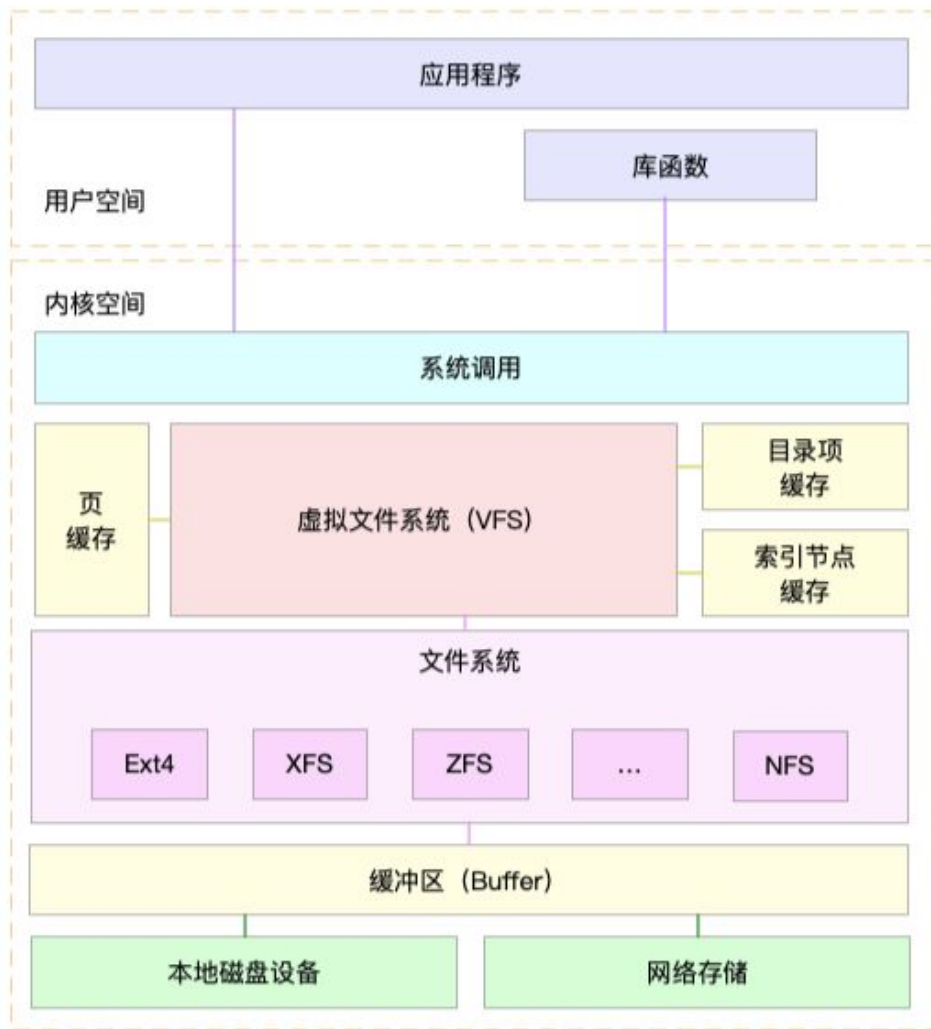 应用程序
库函数
用户空间
内核空间
系统调用
页
缓存
虚拟文件系统（VFS）
目录项
缓存
索引节点
缓存
文件系统
Ext4
XFS
ZFS
...
NFS
缓冲区（Buffer）
本地磁盘设备
网络存储